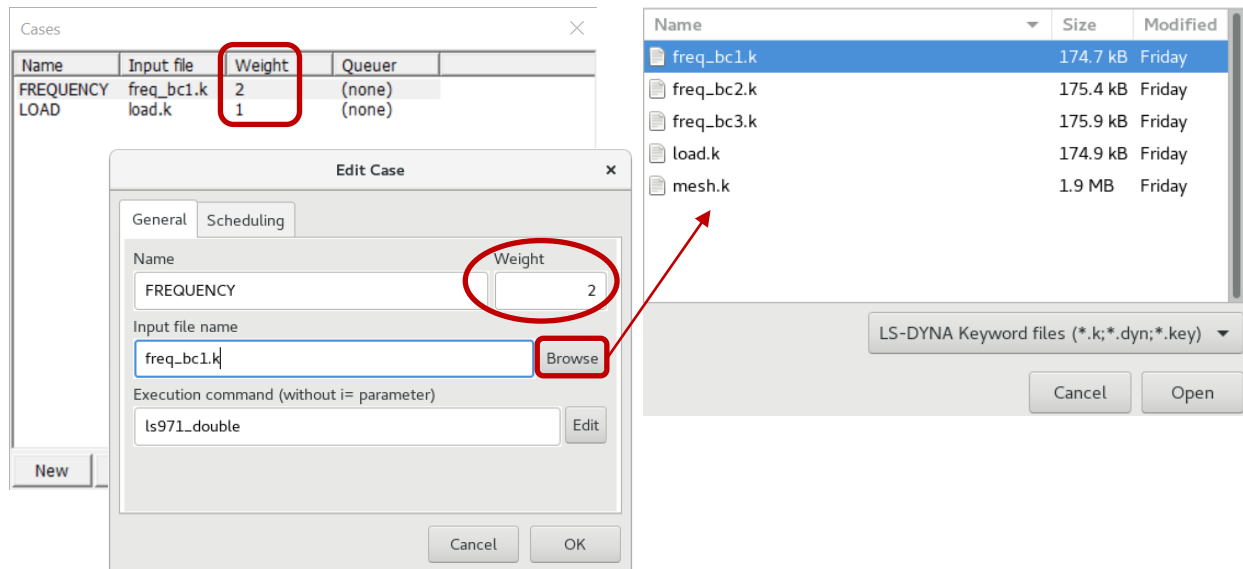 Cases
Name Input file Weight Queuer
FREQUENCY freq_bc1.k 2 (none)
LOAD load.k 1 (none)
New
Edit Case
General Scheduling
Name Weight
FREQUENCY 2
Input file name
freq_bc1.k Browse
Execution command (without i= parameter)
ls971_double Edit
Cancel OK
Name Size Modified
freq_bc1.k 174.7 kB Friday
freq_bc2.k 175.4 kB Friday
freq_bc3.k 175.9 kB Friday
load.k 174.9 kB Friday
mesh.k 1.9 MB Friday
LS-DYNA Keyword files (*.k;*.dyn;*.key)
Cancel Open